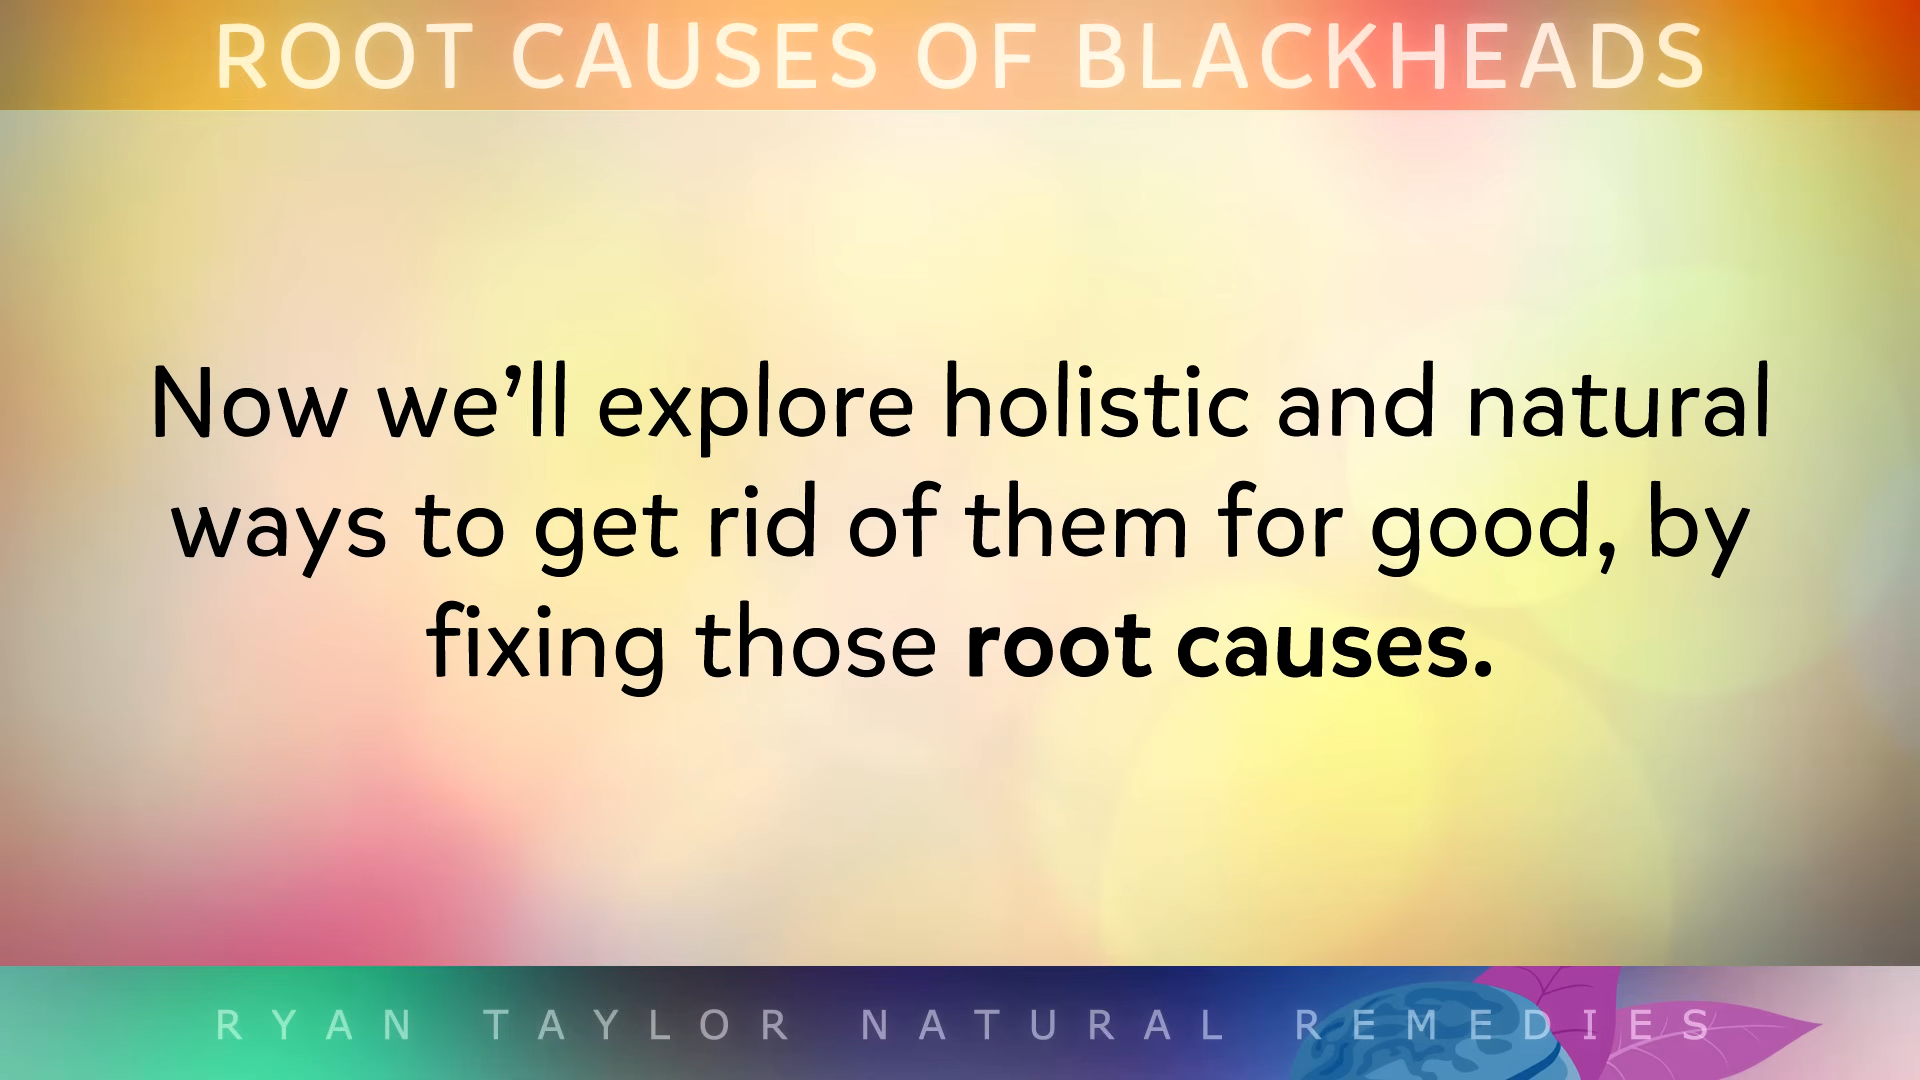 ROOT CAUSES OF BLACKHEADS
Now we’ll explore holistic and natural
ways to get rid of them for good, by
fixing those root causes.
RYAN TAYLOR NATURAL REMEDIES